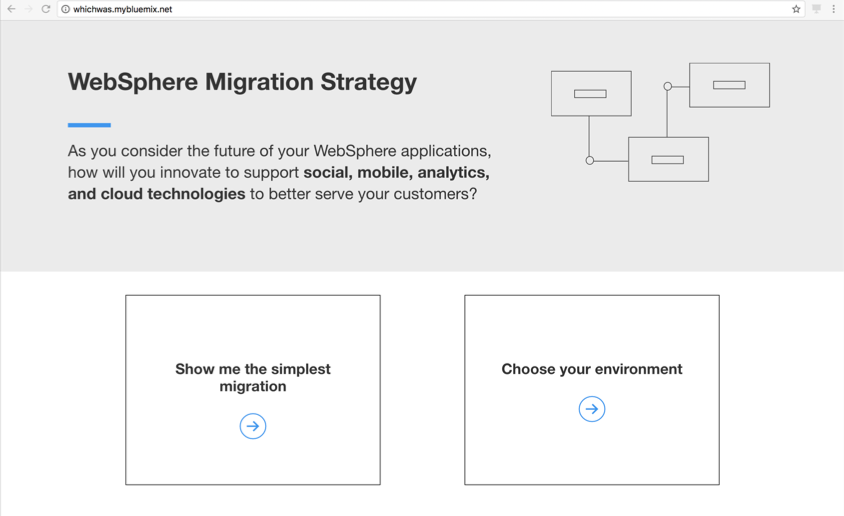 whichwas.mybluemix.net
WebSphere Migration Strategy
As you consider the future of your WebSphere applications,
how will you innovate to support social, mobile, analytics,
and cloud technologies to better serve your customers?
Show me the simplest
migration
Choose your environment